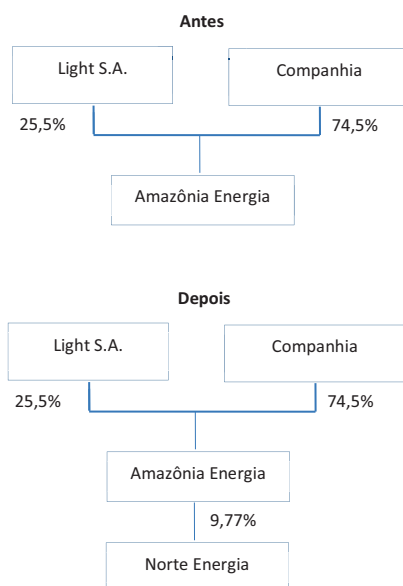 Antes
Light S.A. Companhia
25,5% 74,5%
Amazônia Energia
Depois
Light S.A. Companhia
25,5% 74,5%
Amazônia Energia
9,77%
Norte Energia